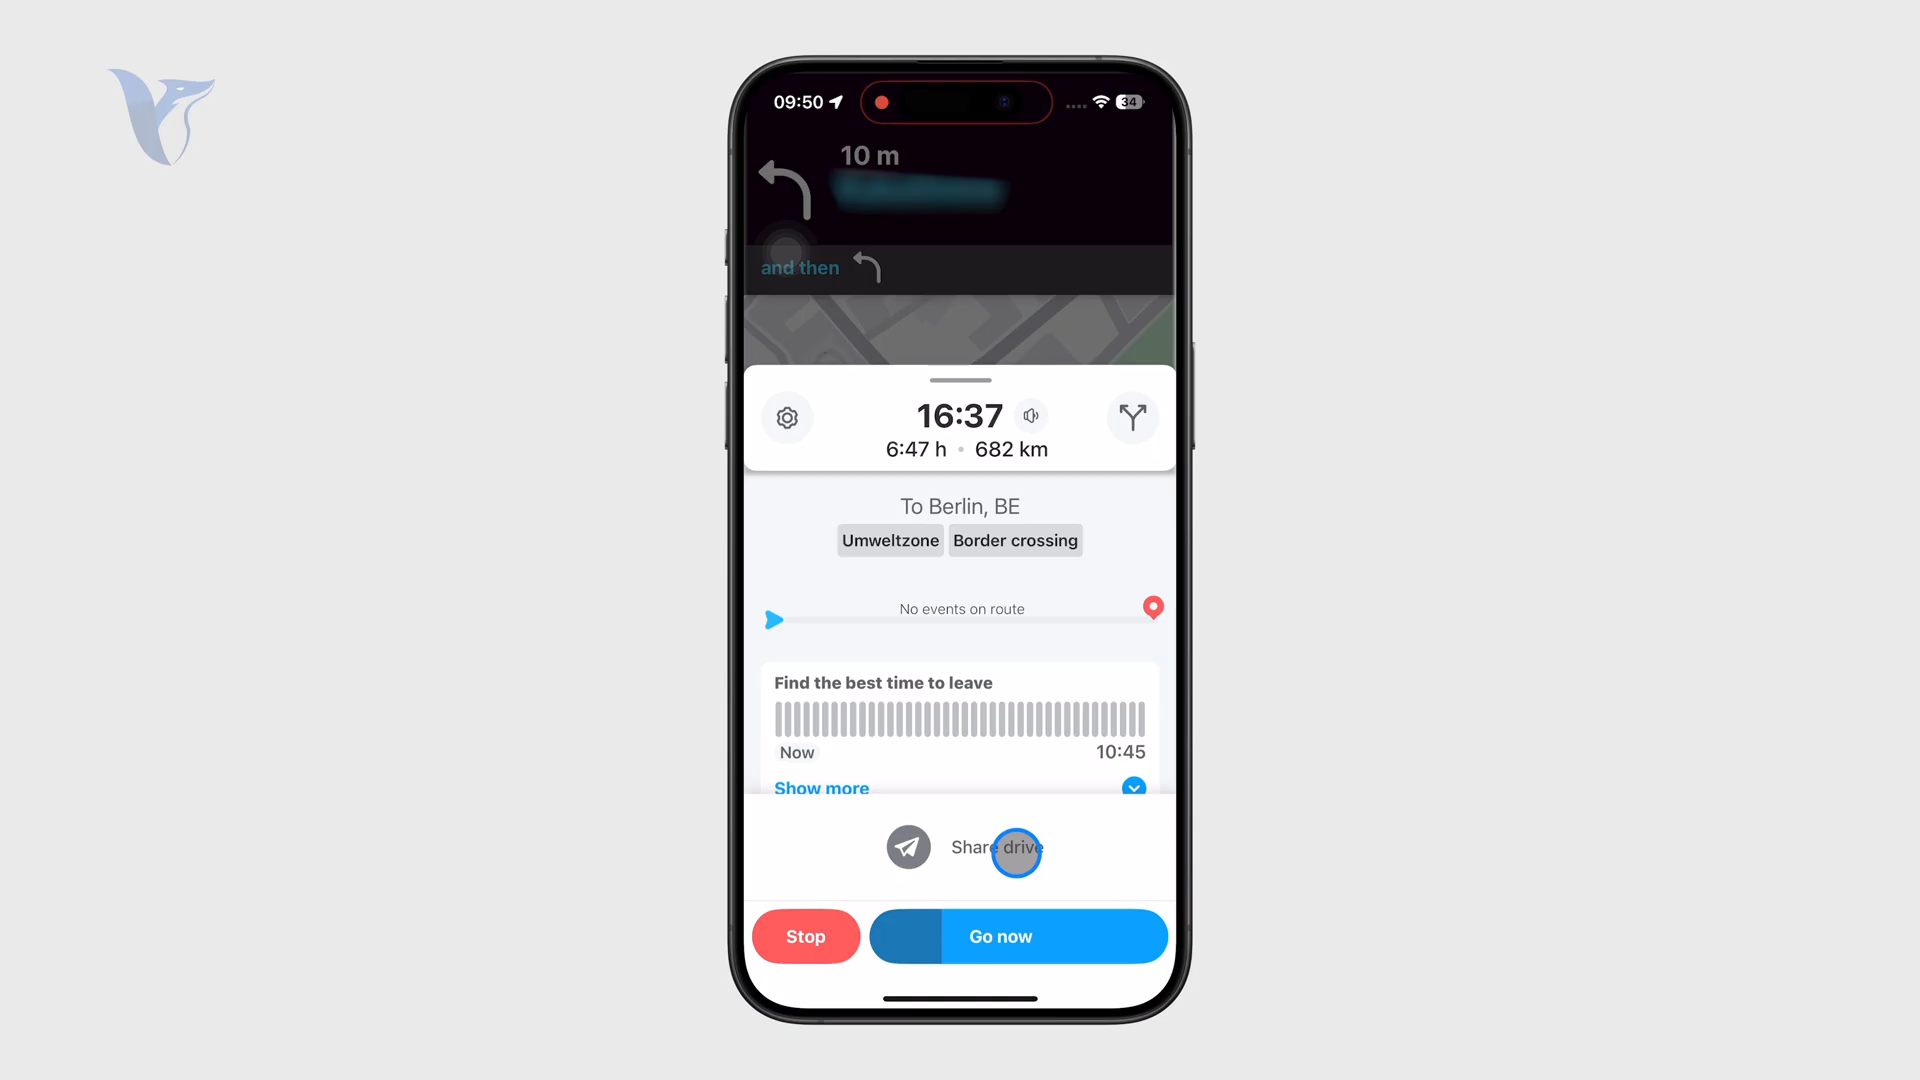 09:50
34
10 m
and then
16:37
6:47 h • 682 km
To Berlin, BE
Umweltzone Border crossing
No events on route
Find the best time to leave
Now 10:45
Show more
Share drive
Stop Go now